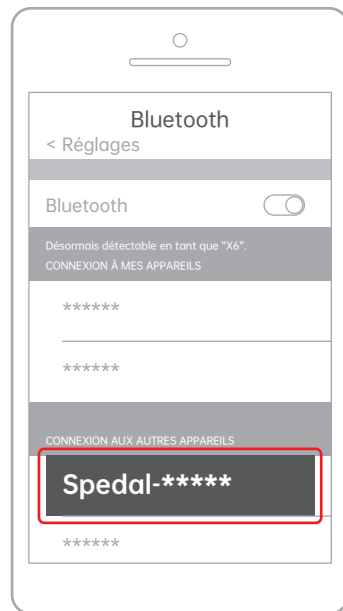 Bluetooth
< Réglages
Bluetooth
Désormais détectable en tant que "X6".
CONNEXION Â MES APPAREILS
******
******
CONNEXION AUX AUTRES APPAREILS
Spedal-*****
******